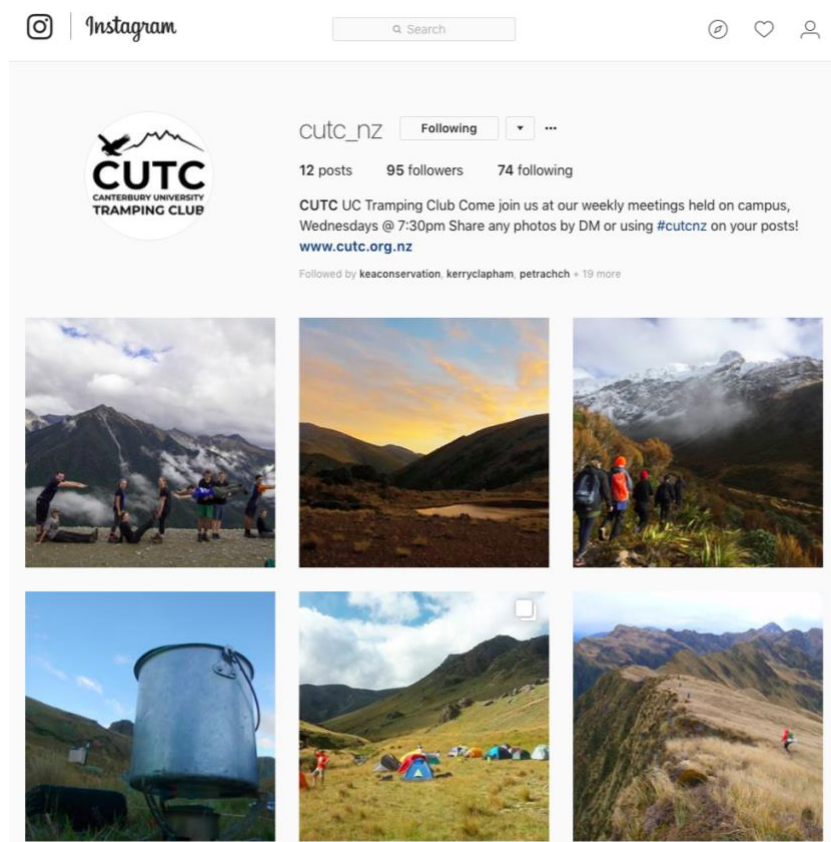 Instagram
Search
CUTC
CANTERBURY UNIVERSITY
TRAMPING CLUB
cutc_nz Following
12 posts 95 followers 74 following
CUTC UC Tramping Club Come join us at our weekly meetings held on campus,
Wednesdays @ 7:30pm Share any photos by DM or using #cutcnz on your posts!
www.cutc.org.nz
Followed by keaconservation, kerryclapham, petrachch + 19 more